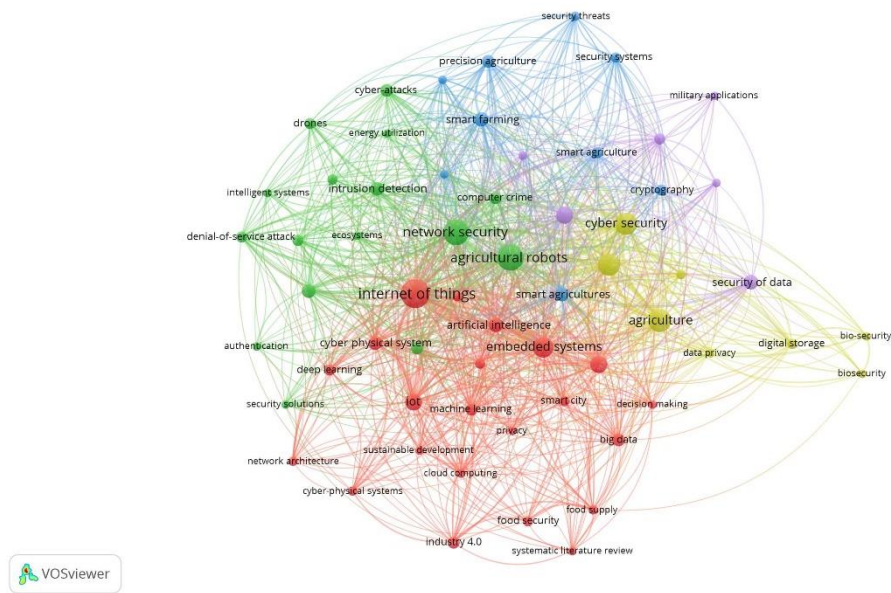 security threats
security systems
precision agriculture
cyber-attacks
military applications
smart farming
drones
energy utilization
smart agriculture
intelligent systems
intrusion detection
cryptography
computer crime
network security
cyber security
denial-of-service attack
ecosystems
agricultural robots
security of data
internet of things
smart agricultures
agriculture
artificial intelligence
bio-security
cyber physical system
embedded systems
digital storage
authentication
data privacy
deep learning
biosecurity
security solutions
iot
machine learning
smart city
decision making
privacy
big data
network architecture
sustainable development
cloud computing
cyber-physical systems
food supply
food security
industry 4.0
systematic literature review
VOSviewer